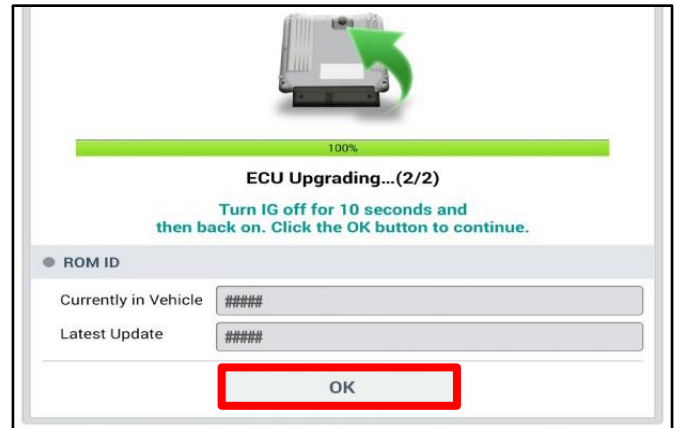 100%
ECU Upgrading...(2/2)
Turn IG off for 10 seconds and
then back on. Click the OK button to continue.
ROM ID
Currently in Vehicle #####
Latest Update #####
OK